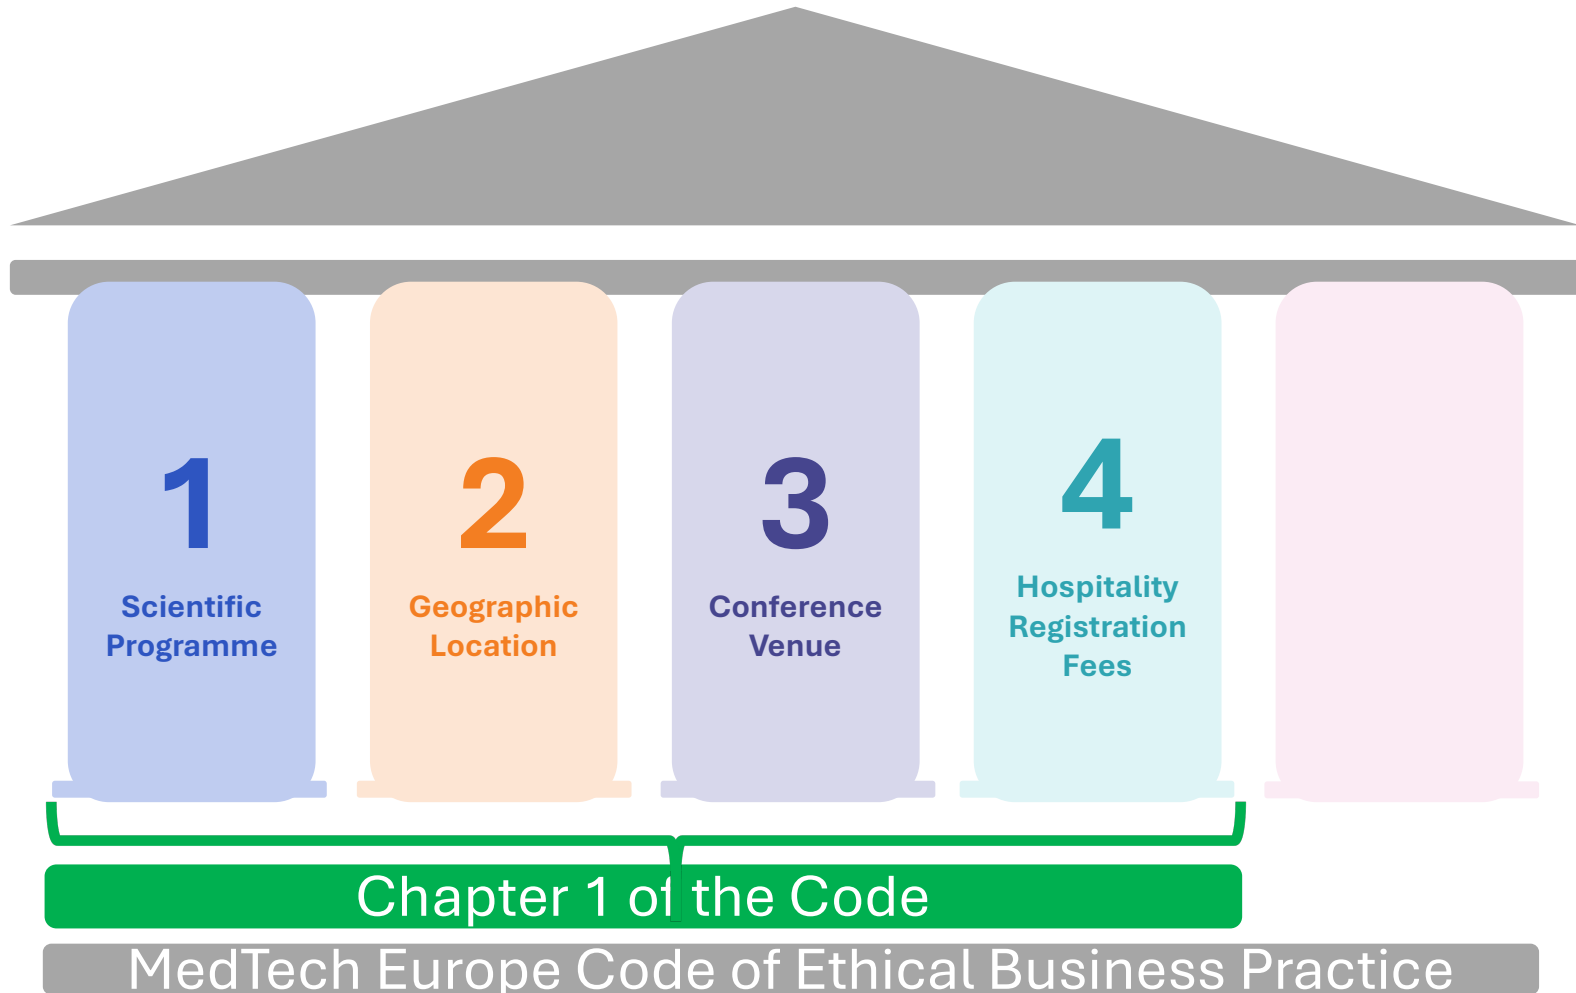 1
Scientific
Programme
2
Geographic
Location
3
Conference
Venue
4
Hospitality
Registration
Fees
Chapter 1 of the Code
MedTech Europe Code of Ethical Business Practice